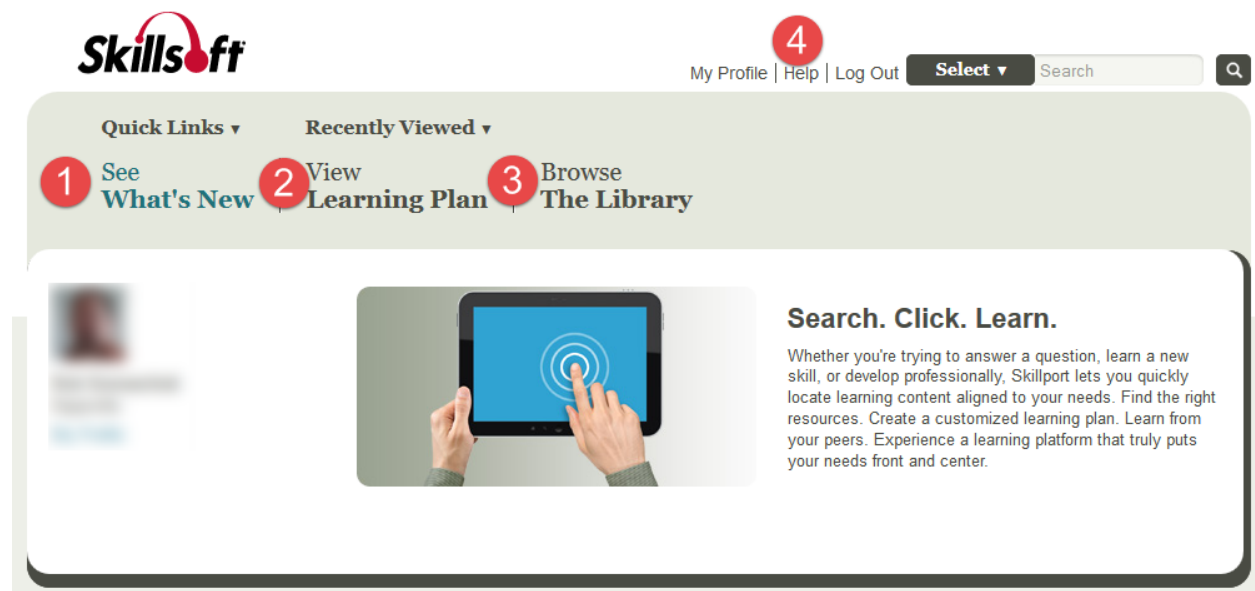 Skillsoft
4
My Profile | Help | Log Out Select ▾ Search
Quick Links ▾ Recently Viewed ▾
1 See 2 View 3 Browse
What's New Learning Plan The Library
Search. Click. Learn.
Whether you're trying to answer a question, learn a new
skill, or develop professionally, Skillport lets you quickly
locate learning content aligned to your needs. Find the right
resources. Create a customized learning plan. Learn from
your peers. Experience a learning platform that truly puts
your needs front and center.